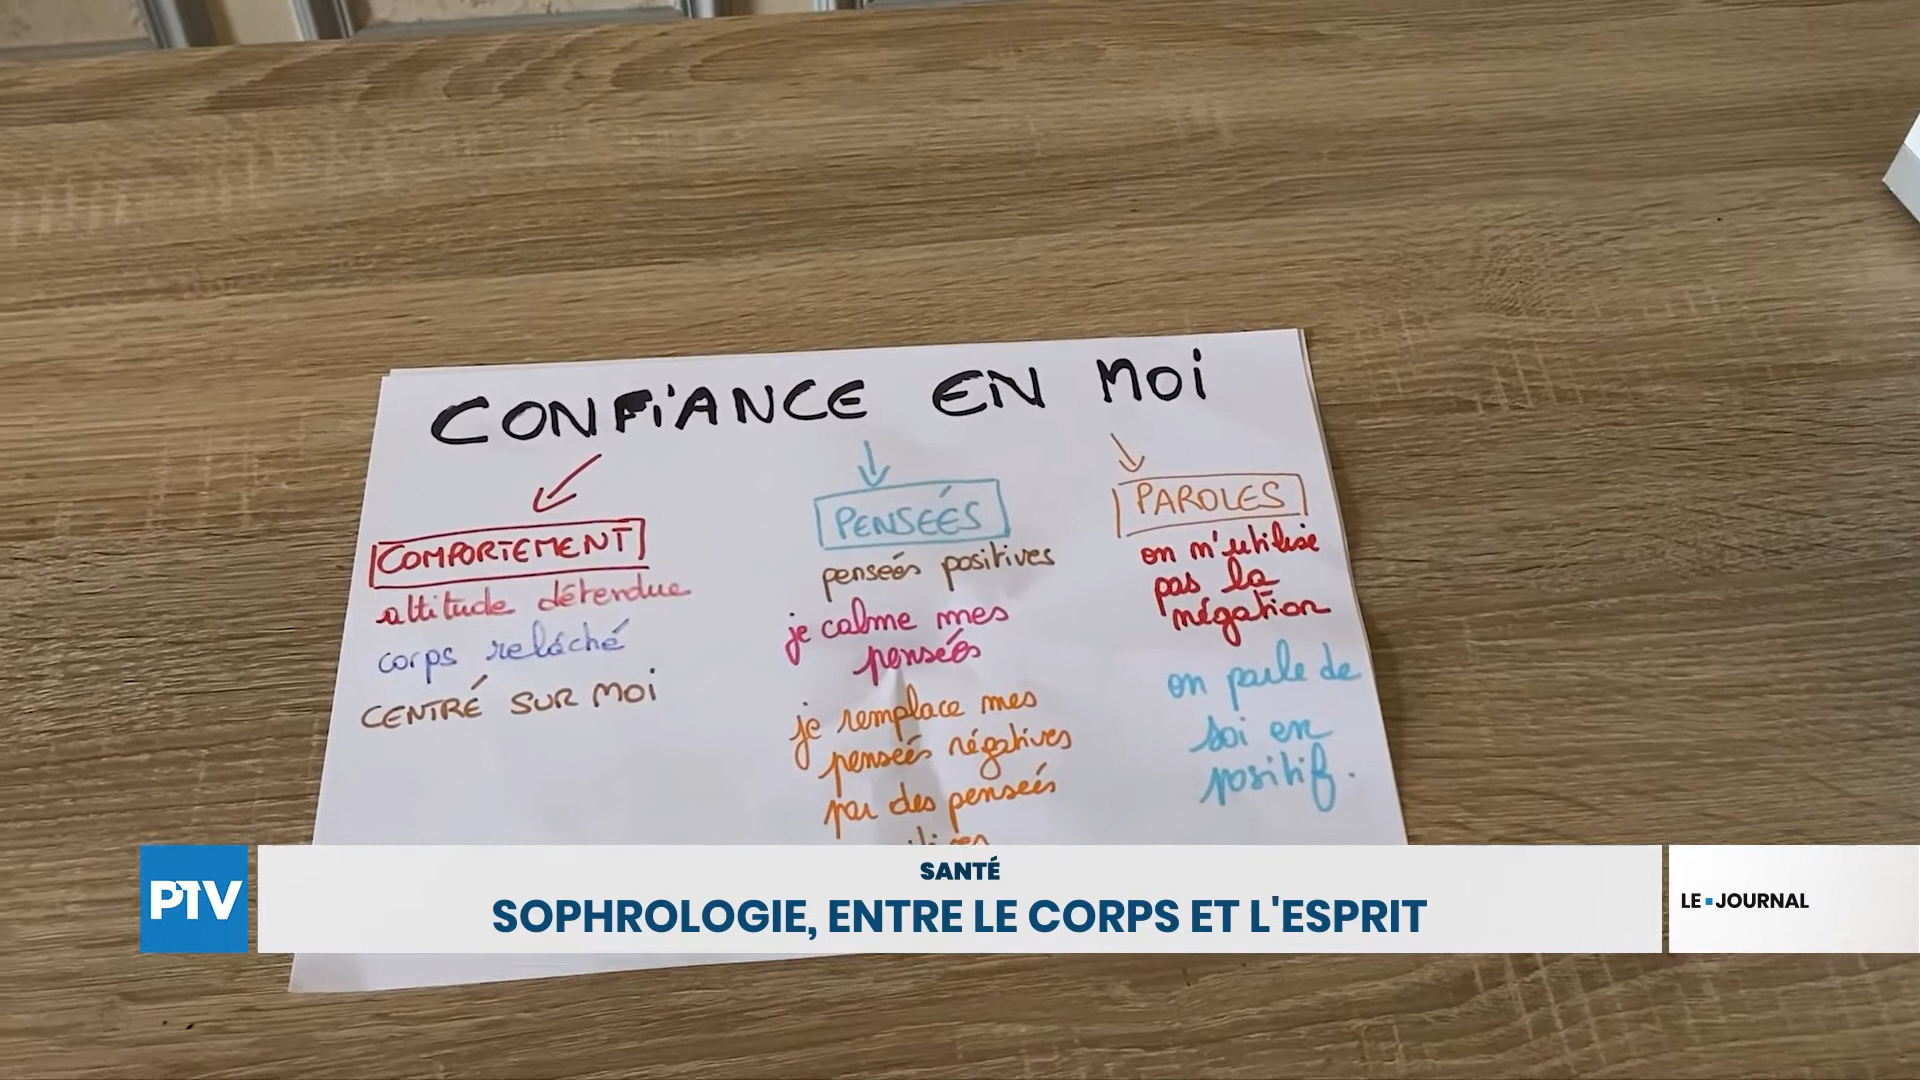 CONFiANCE EN MOi
COMPORTEMENT
attitude détendue
corps relâché
CENTRÉ SUR MOi
PENSEÉS
penseés positives
je calme mes
penseés
je remplace mes
penseés négatives
par des penseés
PAROLES
on n'utilise
pas la
négation
on parle de
soi en
positif.
PTV
SANTÉ
SOPHROLOGIE, ENTRE LE CORPS ET L'ESPRIT
LE JOURNAL